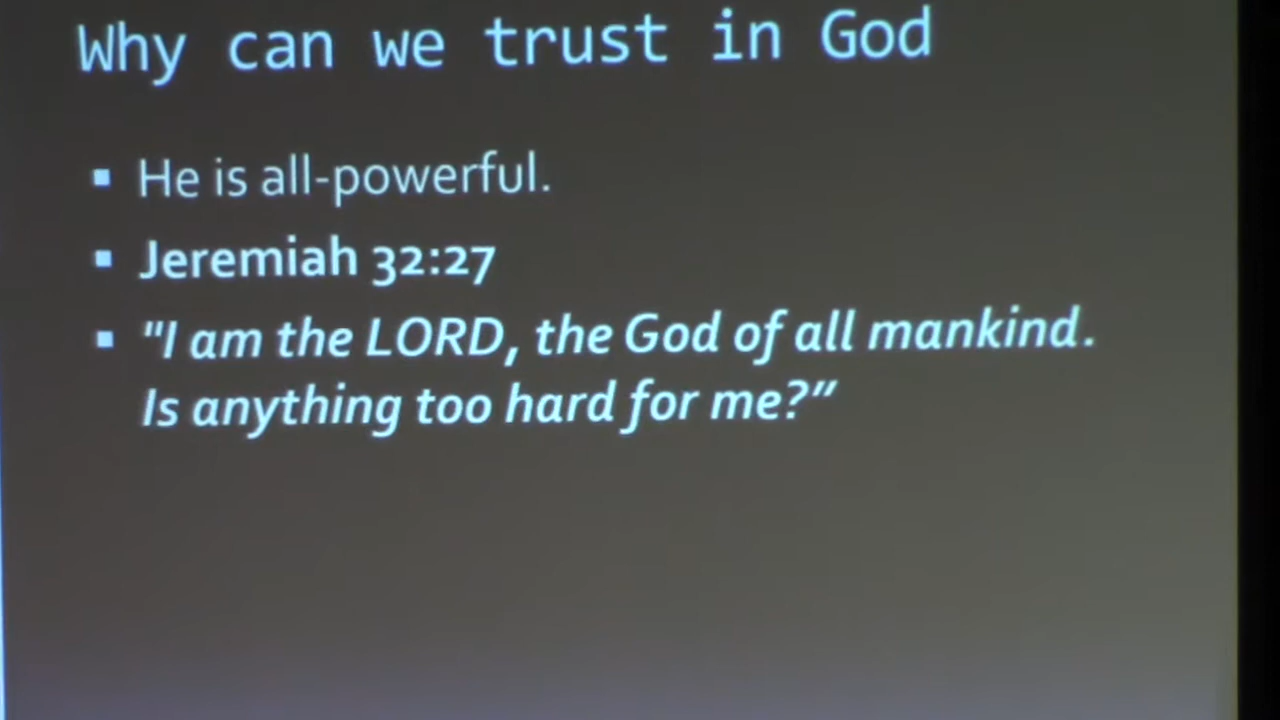 Why can we trust in God
▪ He is all-powerful.
▪ Jeremiah 32:27
▪ "I am the LORD, the God of all mankind.
Is anything too hard for me?”